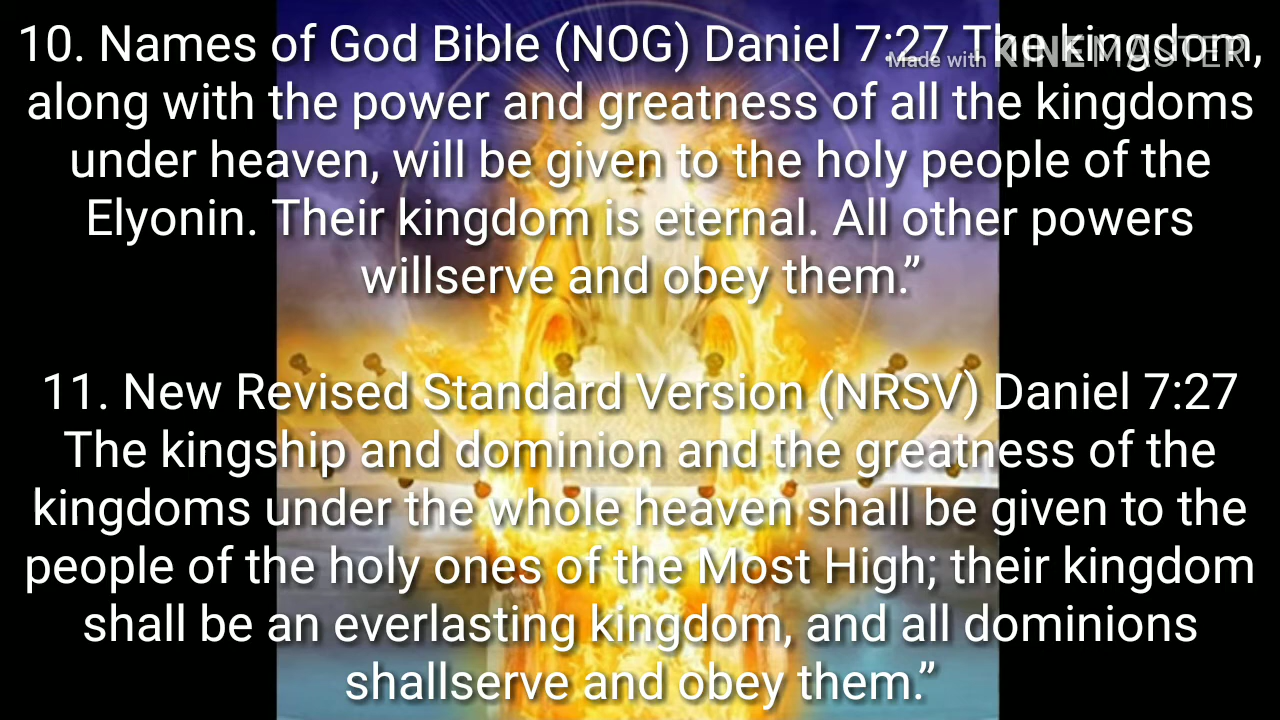 10. Names of God Bible (NOG) Daniel 7:27 The kingdom,
Made with KINEMASTER
along with the power and greatness of all the kingdoms
under heaven, will be given to the holy people of the
Elyonin. Their kingdom is eternal. All other powers
willserve and obey them.”
11. New Revised Standard Version (NRSV) Daniel 7:27
The kingship and dominion and the greatness of the
kingdoms under the whole heaven shall be given to the
people of the holy ones of the Most High; their kingdom
shall be an everlasting kingdom, and all dominions
shallserve and obey them.”